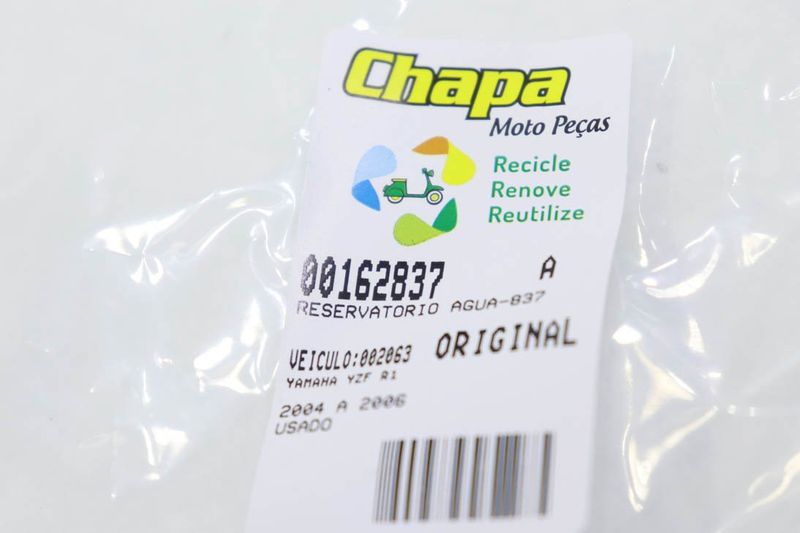 Chapa
Moto Peças
Recicle
Renove
Reutilize
00162837 A
RESERVATORIO AGUA-837
VEICULO:002063 ORIGINAL
YAMAHA YZF R1
2004 A 2006
USADO